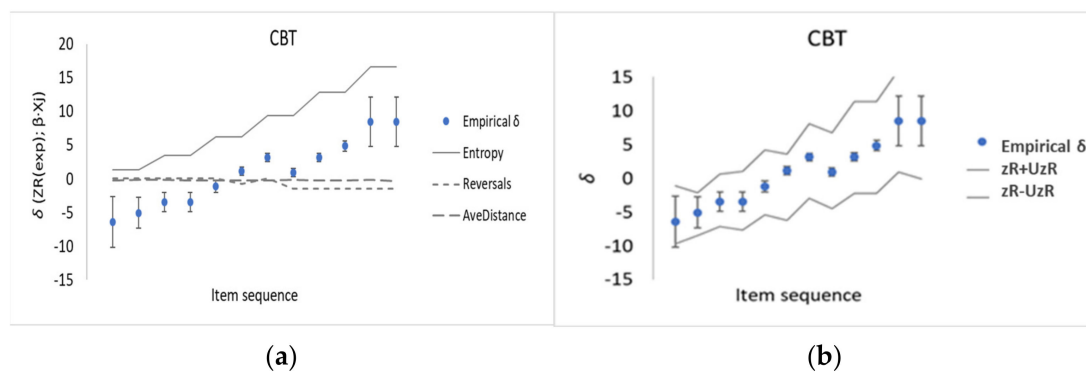 CBT
20
15
10
5
0
-5
-10
-15
δ (ZR(exp); β·Xj)
Item sequence
Empirical δ
Entropy
Reversals
AveDistance
(a)
CBT
15
10
5
0
-5
-10
15
δ
Item sequence
Empirical δ
zR+UzR
zR-UzR
(b)